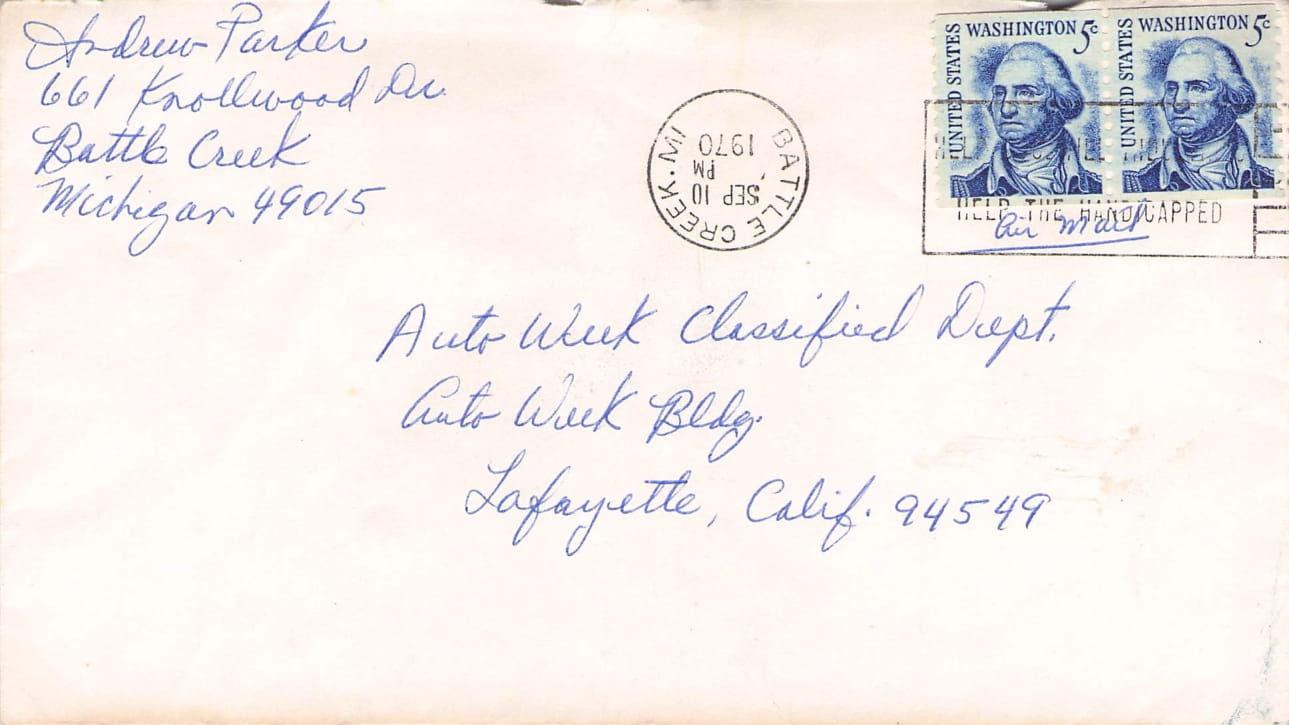 Andrew Parker
661 Knollwood Dr.
Battle Creek
Michigan 49015
UNITED STATES WASHINGTON 5c
UNITED STATES WASHINGTON 5c
BATTLE CREEK · MI
SEP 10
PM
1970
HELP THE HANDICAPPED
Air Mail
Auto Week Classified Dept.
Auto Week Bldg.
Lafayette, Calif. 94549